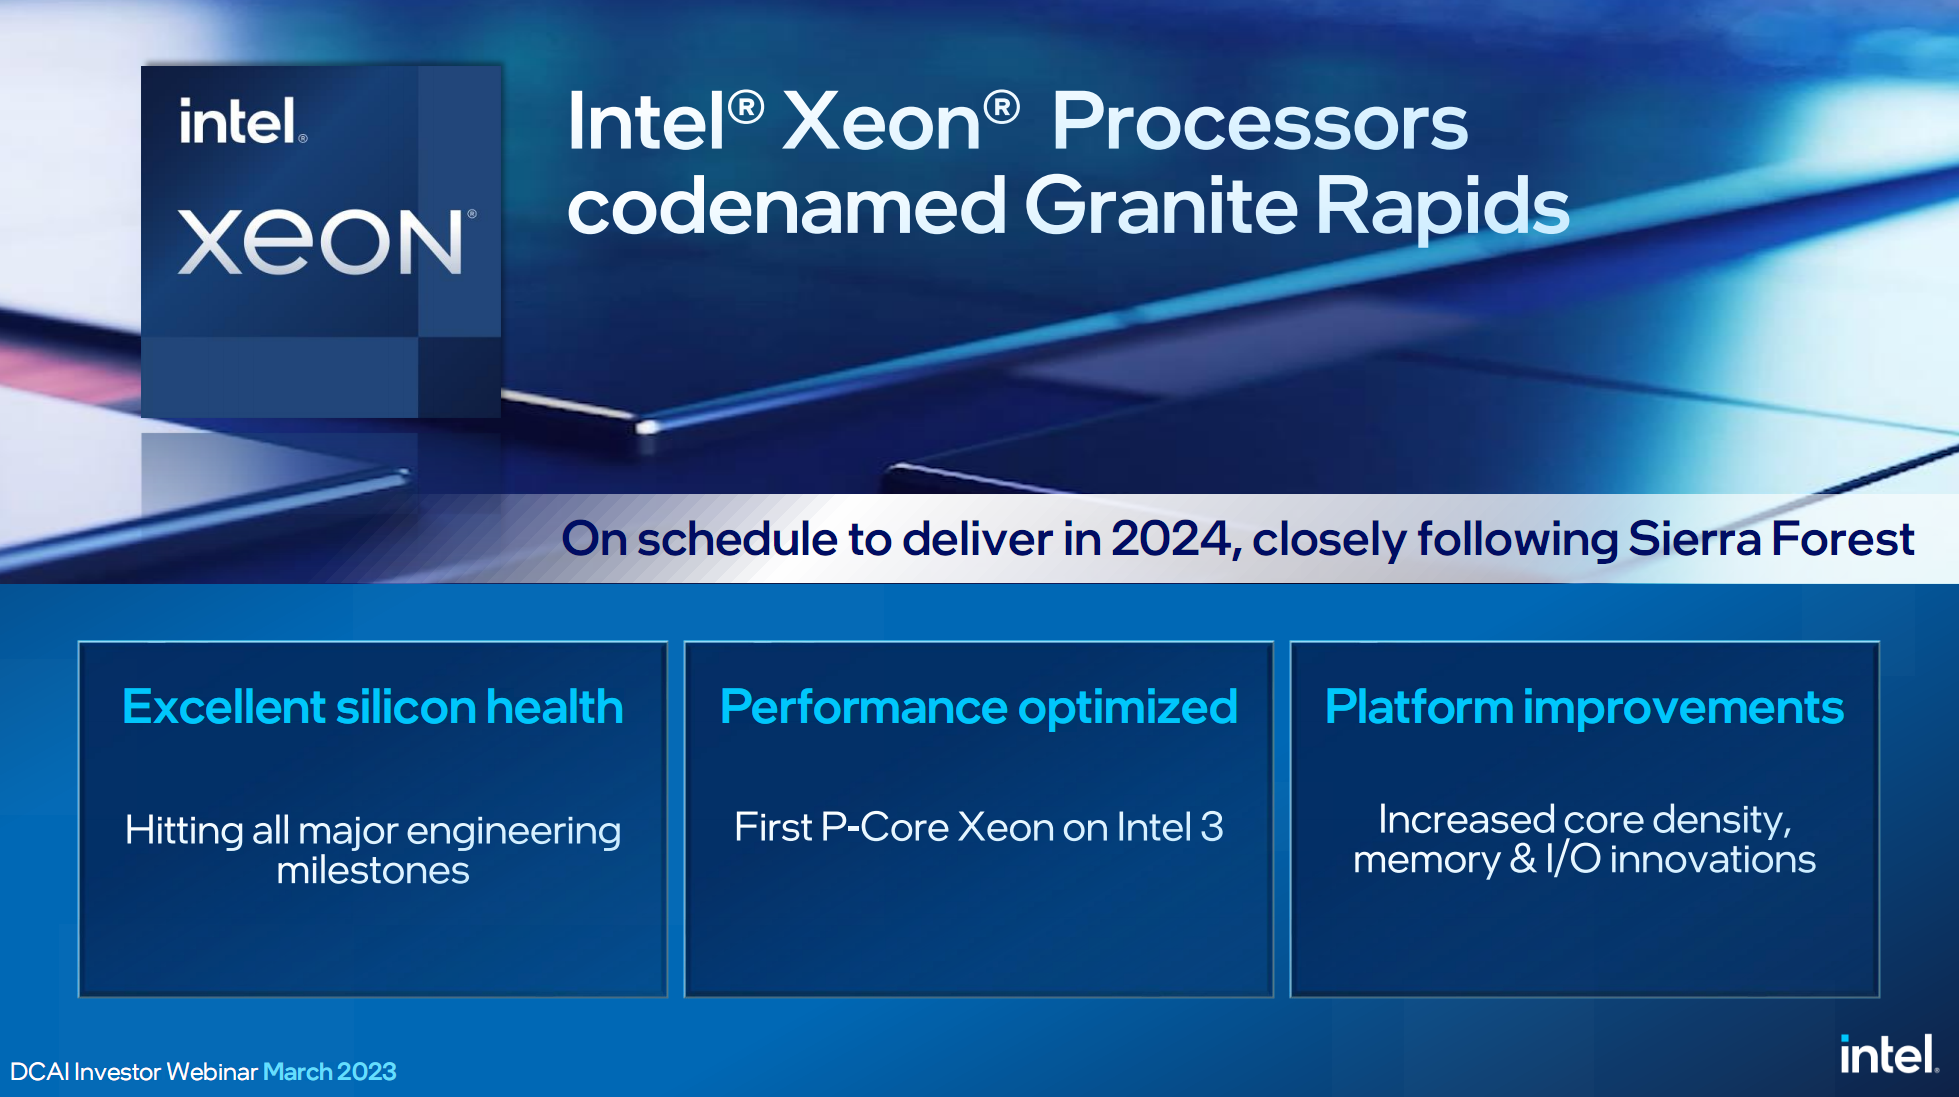 intel®
xeon®
Intel® Xeon® Processors
codenamed Granite Rapids
On schedule to deliver in 2024, closely following Sierra Forest
Excellent silicon health
Hitting all major engineering
milestones
Performance optimized
First P-Core Xeon on Intel 3
Platform improvements
Increased core density,
memory & I/O innovations
DCAI Investor Webinar March 2023
intel®